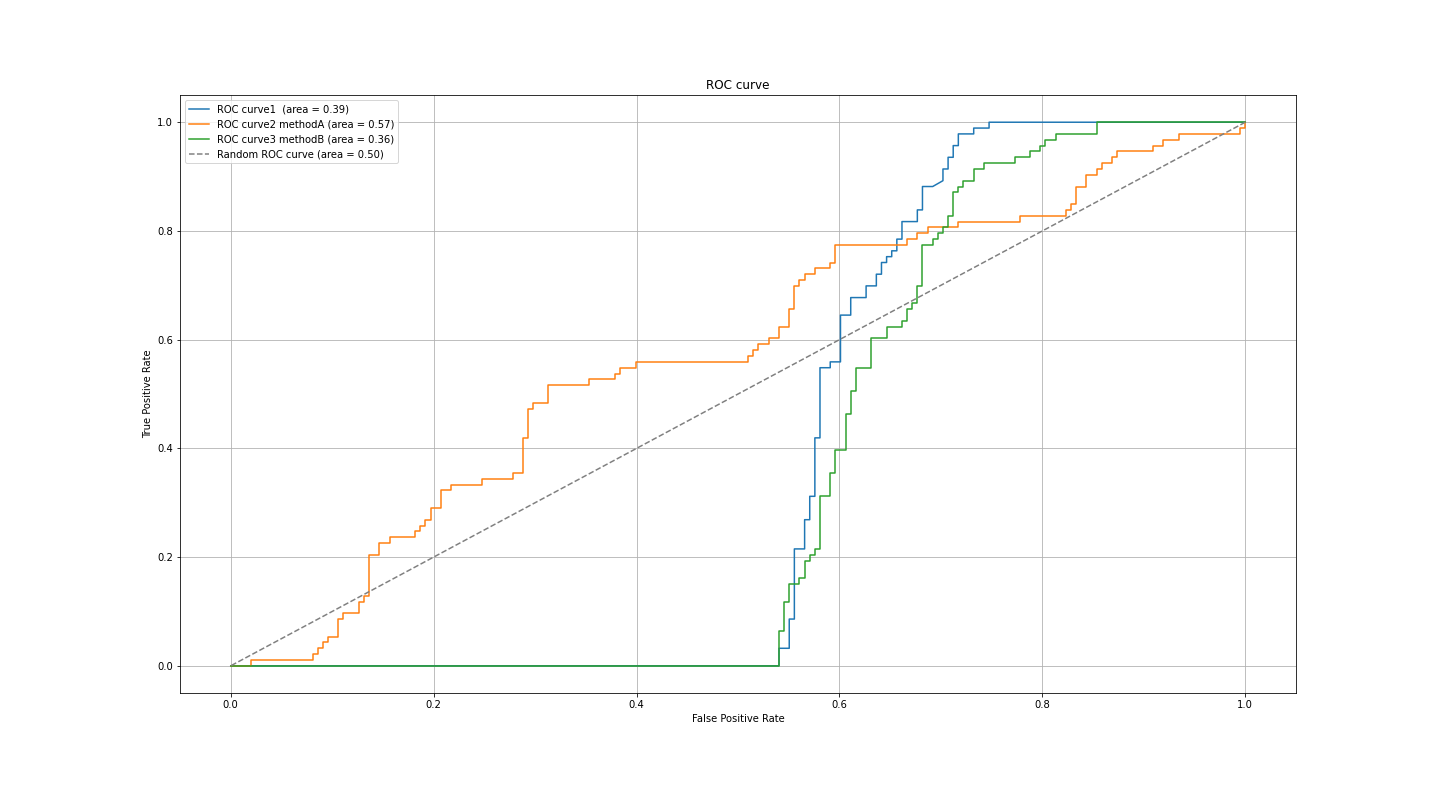 ROC curve
ROC curve1  (area = 0.39)
ROC curve2 methodA (area = 0.57)
ROC curve3 methodB (area = 0.36)
Random ROC curve (area = 0.50)
1.0
0.8
0.6
0.4
0.2
0.0
True Positive Rate
0.0 0.2 0.4 0.6 0.8 1.0
False Positive Rate